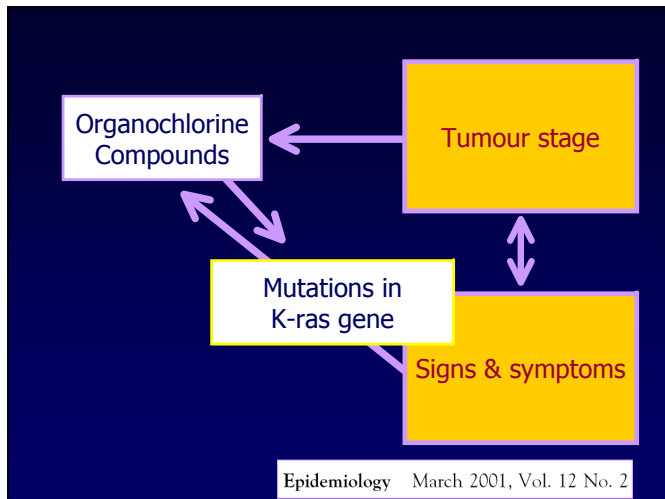 Organochlorine
Compounds
Tumour stage
Mutations in
K-ras gene
Signs & symptoms
Epidemiology March 2001, Vol. 12 No. 2